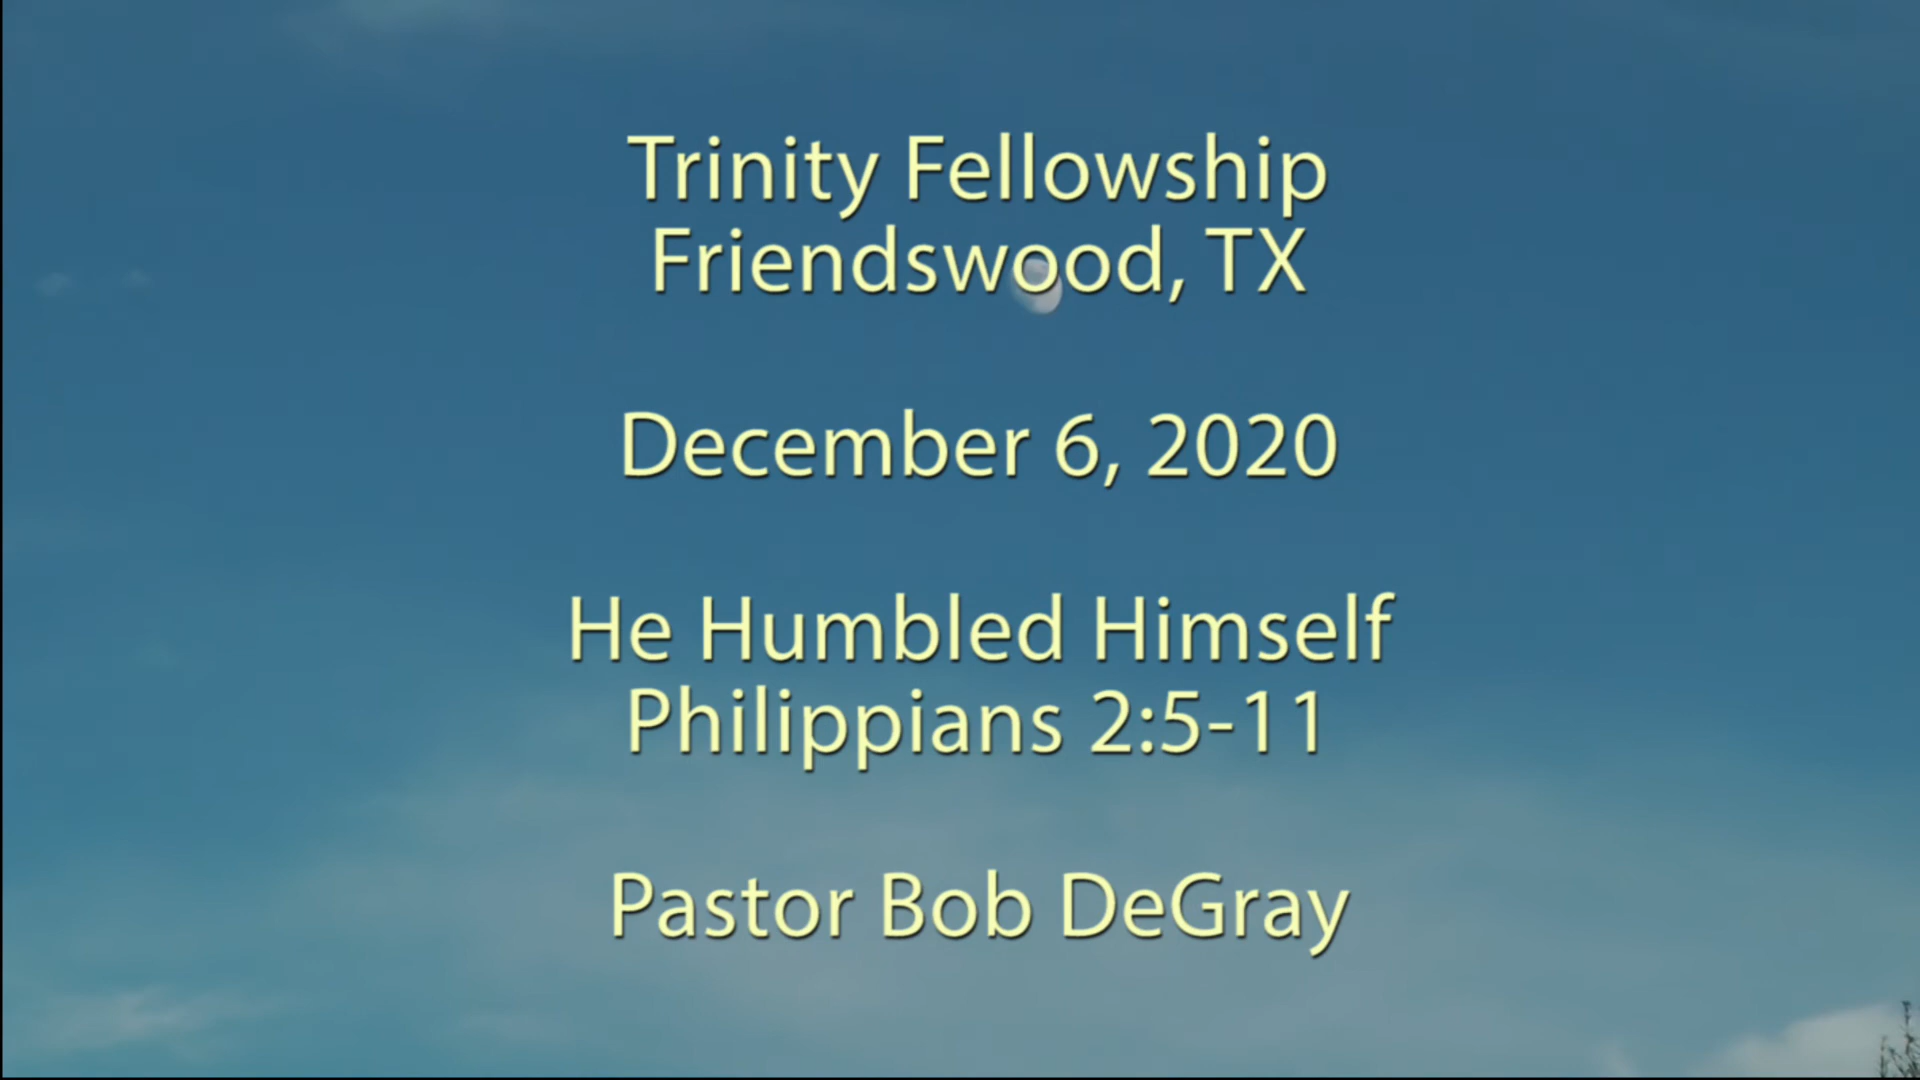 Trinity Fellowship
Friendswood, TX
December 6, 2020
He Humbled Himself
Philippians 2:5-11
Pastor Bob DeGray